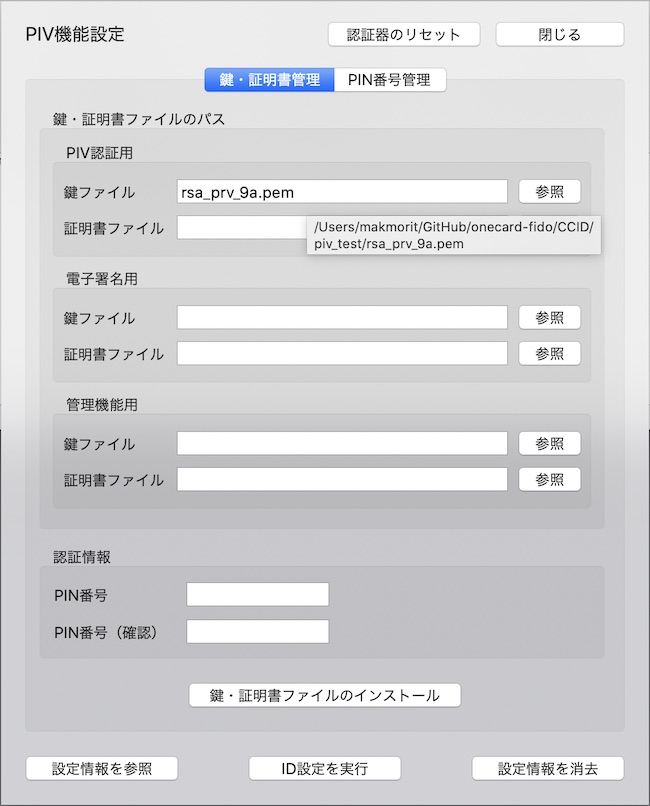 PIV機能設定 認証器のリセット 閉じる
鍵・証明書管理 PIN番号管理
鍵・証明書ファイルのパス
PIV認証用
鍵ファイル rsa_prv_9a.pem 参照
証明書ファイル
/Users/makmorit/GitHub/onecard-fido/CCID/
piv_test/rsa_prv_9a.pem
電子署名用
鍵ファイル 参照
証明書ファイル 参照
管理機能用
鍵ファイル 参照
証明書ファイル 参照
認証情報
PIN番号
PIN番号（確認）
鍵・証明書ファイルのインストール
設定情報を参照 ID設定を実行 設定情報を消去